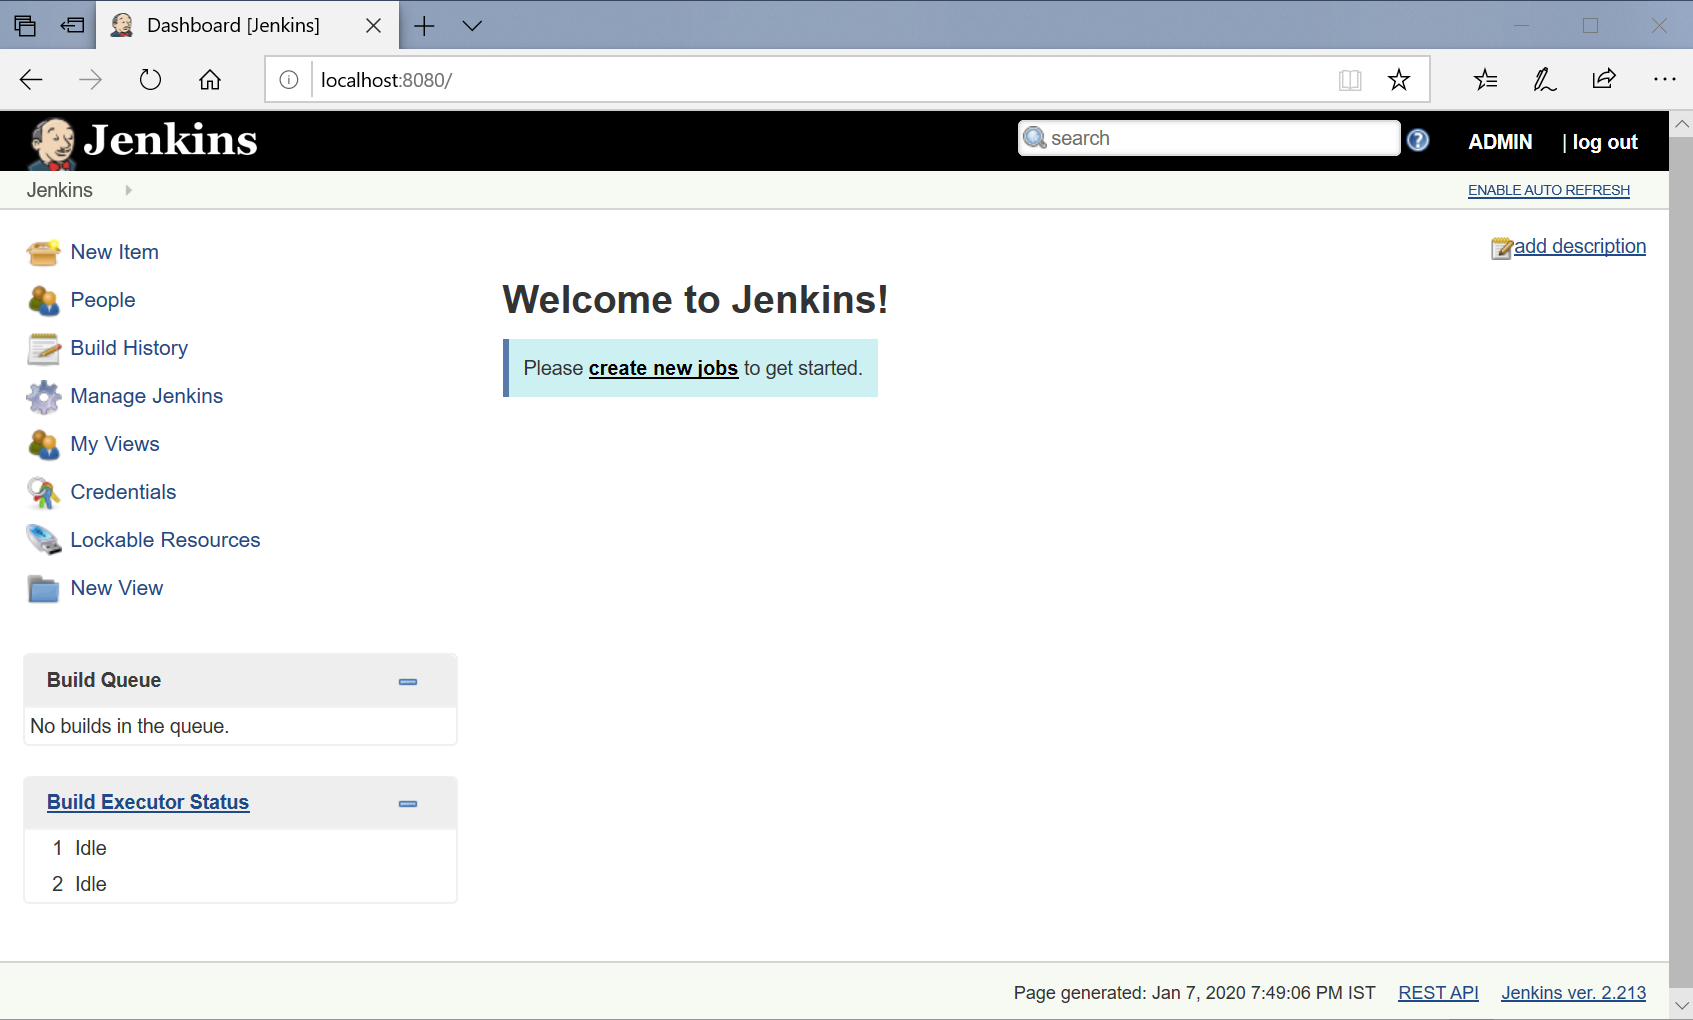 Dashboard [Jenkins]
localhost:8080/
Jenkins
search
ADMIN
| log out
Jenkins
ENABLE AUTO REFRESH
New Item
People
Build History
Manage Jenkins
My Views
Credentials
Lockable Resources
New View
add description
Welcome to Jenkins!
Please create new jobs to get started.
Build Queue
No builds in the queue.
Build Executor Status
1 Idle
2 Idle
Page generated: Jan 7, 2020 7:49:06 PM IST REST API Jenkins ver. 2.213